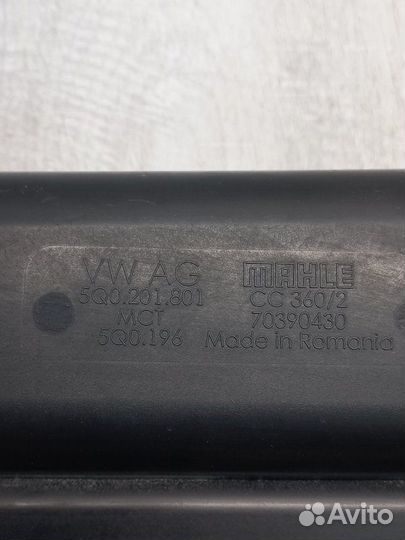 VW AG
5Q0.201.801
MCT
5Q0.196
MAHLE
CC 360/2
70390430
Made in Romania
Avito